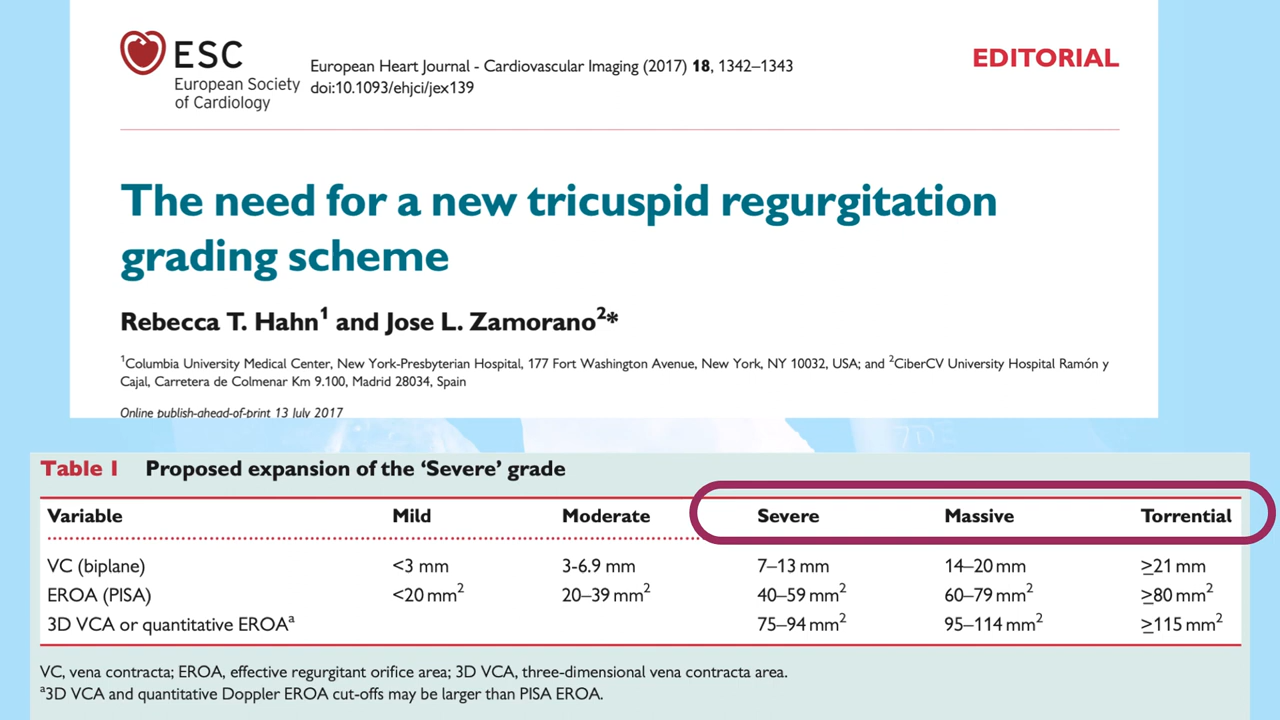 ESC
European Society
of Cardiology
European Heart Journal - Cardiovascular Imaging (2017) 18, 1342–1343
doi:10.1093/ehjci/jex139
EDITORIAL
The need for a new tricuspid regurgitation
grading scheme
Rebecca T. Hahn1 and Jose L. Zamorano2*
1Columbia University Medical Center, New York-Presbyterian Hospital, 177 Fort Washington Avenue, New York, NY 10032, USA; and 2CiberCV University Hospital Ramón y
Cajal, Carretera de Colmenar Km 9.100, Madrid 28034, Spain
Online publish-ahead-of-print 13 July 2017
Table 1 Proposed expansion of the ‘Severe’ grade
Variable Mild Moderate Severe Massive Torrential
VC (biplane) <3 mm 3-6.9 mm 7–13 mm 14–20 mm ≥21 mm
EROA (PISA) <20 mm2 20–39 mm2 40–59 mm2 60–79 mm2 ≥80 mm2
3D VCA or quantitative EROAa 75–94 mm2 95–114 mm2 ≥115 mm2
VC, vena contracta; EROA, effective regurgitant orifice area; 3D VCA, three-dimensional vena contracta area.
a3D VCA and quantitative Doppler EROA cut-offs may be larger than PISA EROA.